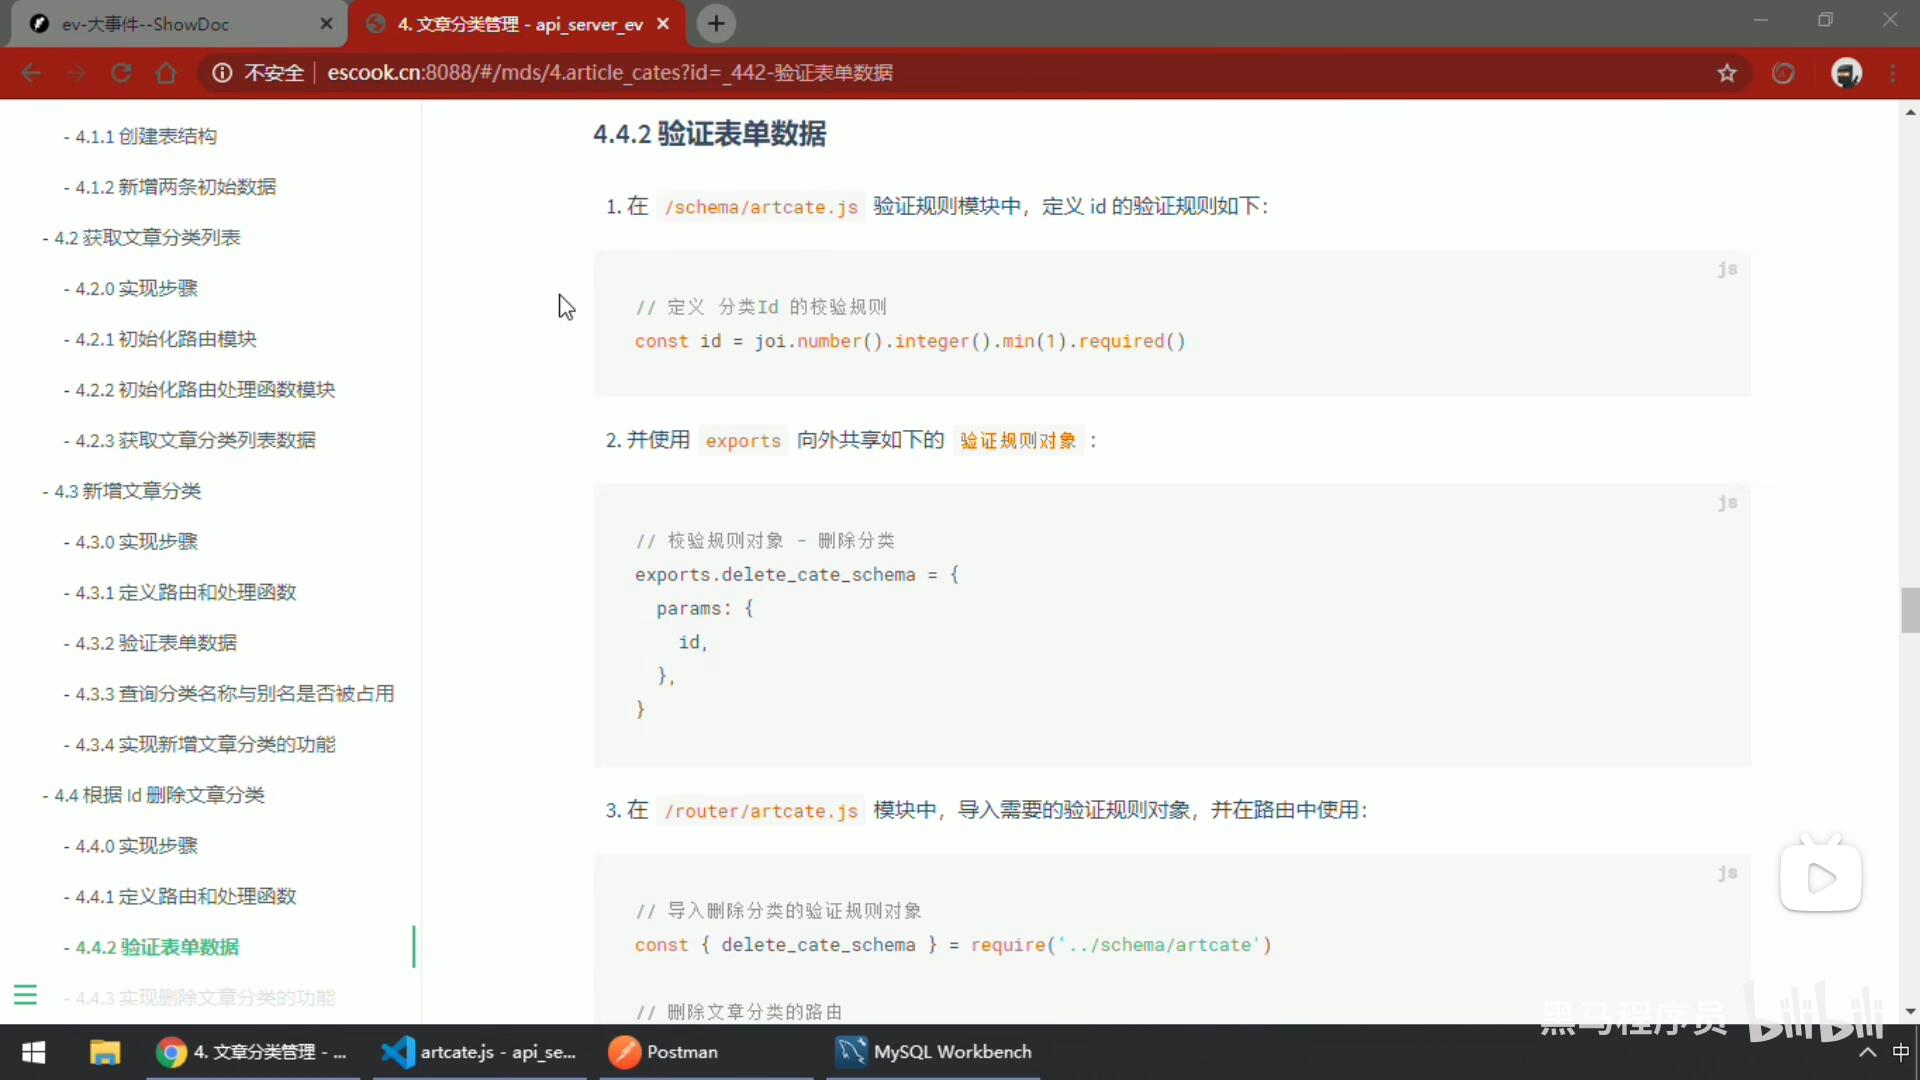 ev-大事件--ShowDoc
4. 文章分类管理 - api_server_ev
不安全
escook.cn:8088/#/mds/4.article_cates?id=_442-验证表单数据
- 4.1.1 创建表结构
- 4.1.2 新增两条初始数据
- 4.2 获取文章分类列表
- 4.2.0 实现步骤
- 4.2.1 初始化路由模块
- 4.2.2 初始化路由处理函数模块
- 4.2.3 获取文章分类列表数据
- 4.3 新增文章分类
- 4.3.0 实现步骤
- 4.3.1 定义路由和处理函数
- 4.3.2 验证表单数据
- 4.3.3 查询分类名称与别名是否被占用
- 4.3.4 实现新增文章分类的功能
- 4.4 根据 Id 删除文章分类
- 4.4.0 实现步骤
- 4.4.1 定义路由和处理函数
- 4.4.2 验证表单数据
- 4.4.3 实现删除文章分类的功能
4.4.2 验证表单数据
1. 在 /schema/artcate.js 验证规则模块中，定义 id 的验证规则如下：
js
// 定义 分类Id 的校验规则
const id = joi.number().integer().min(1).required()
2. 并使用 exports 向外共享如下的 验证规则对象 ：
js
// 校验规则对象 - 删除分类
exports.delete_cate_schema = {
params: {
id,
},
}
3. 在 /router/artcate.js 模块中，导入需要的验证规则对象，并在路由中使用：
js
// 导入删除分类的验证规则对象
const { delete_cate_schema } = require('../schema/artcate')
// 删除文章分类的路由
黑马程序员 bilibili
4. 文章分类管理 - ...
artcate.js - api_se...
Postman
MySQL Workbench
中